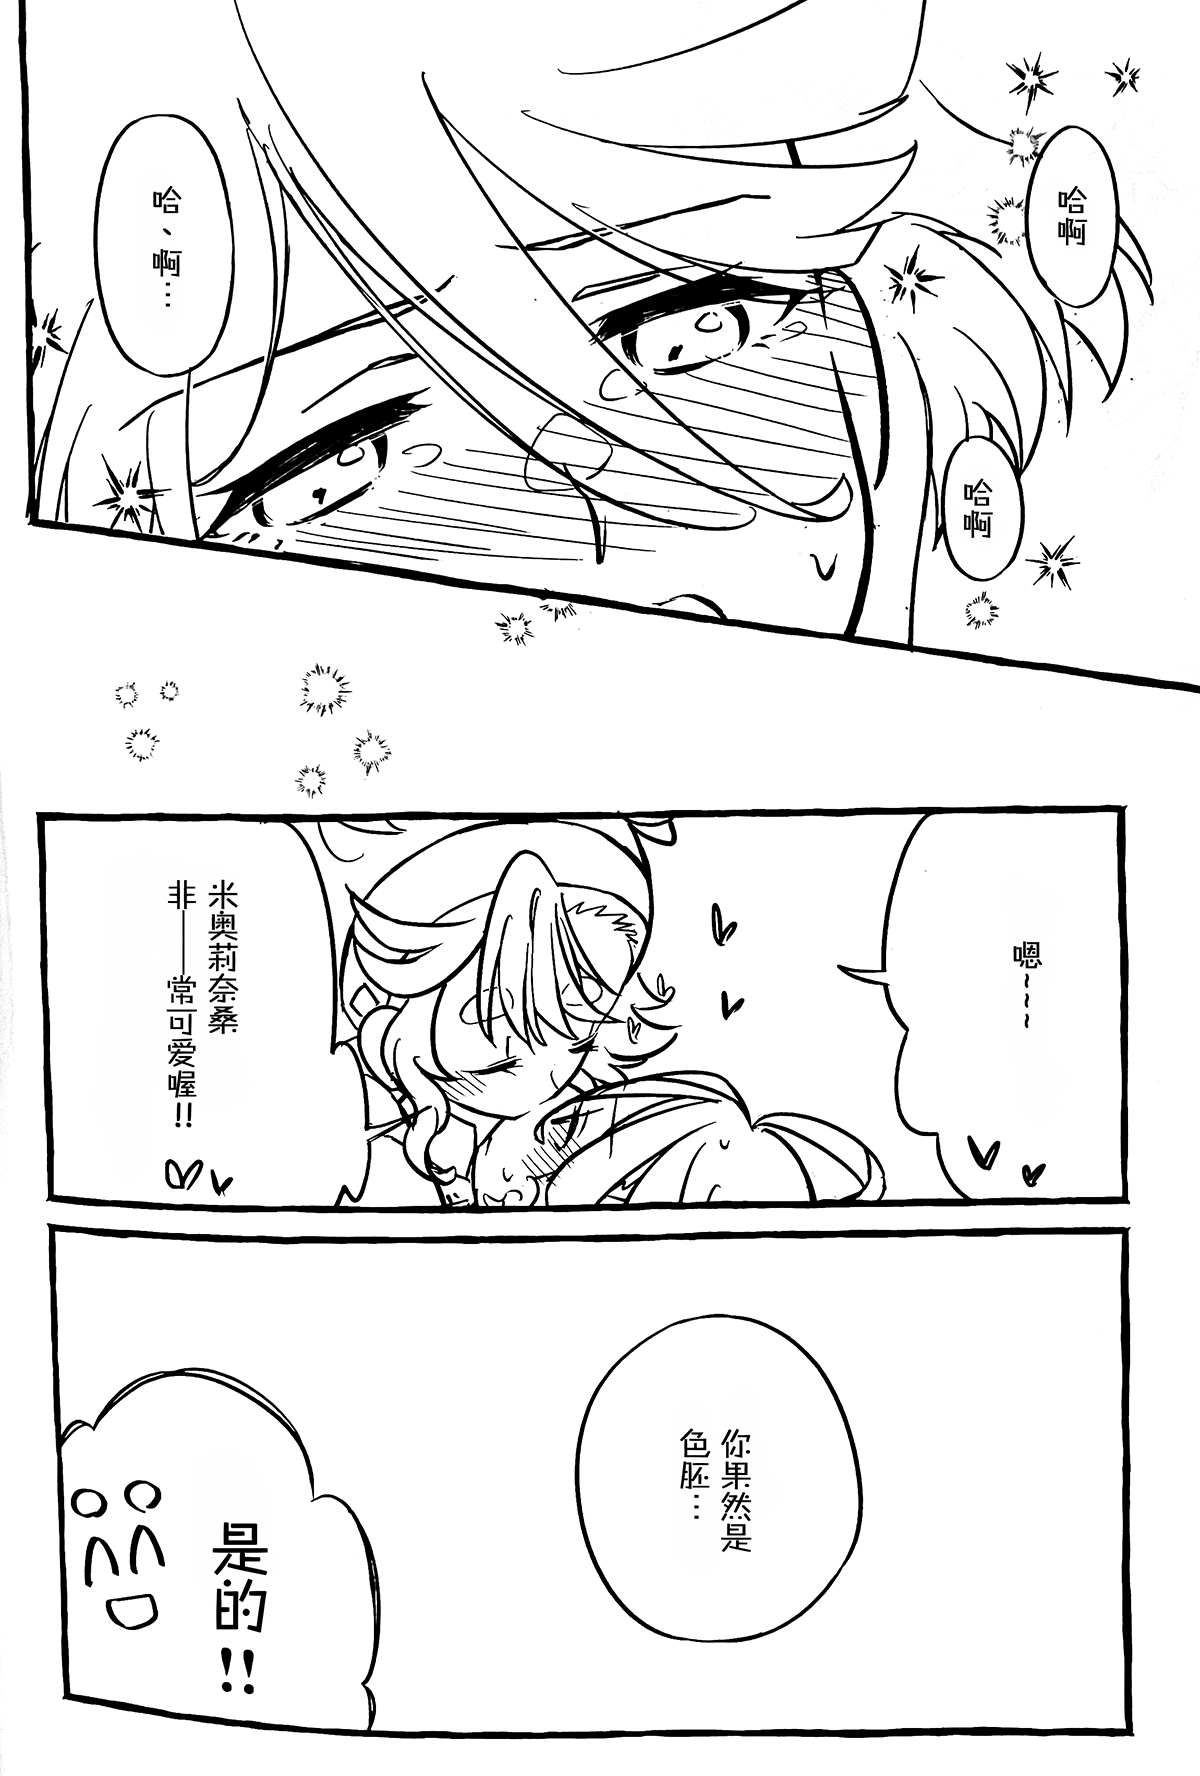 哈啊
哈啊
哈、啊…
嗯~~~
米奥莉奈桑
非——常可爱喔!!
你果然是
色胚…
是的!!